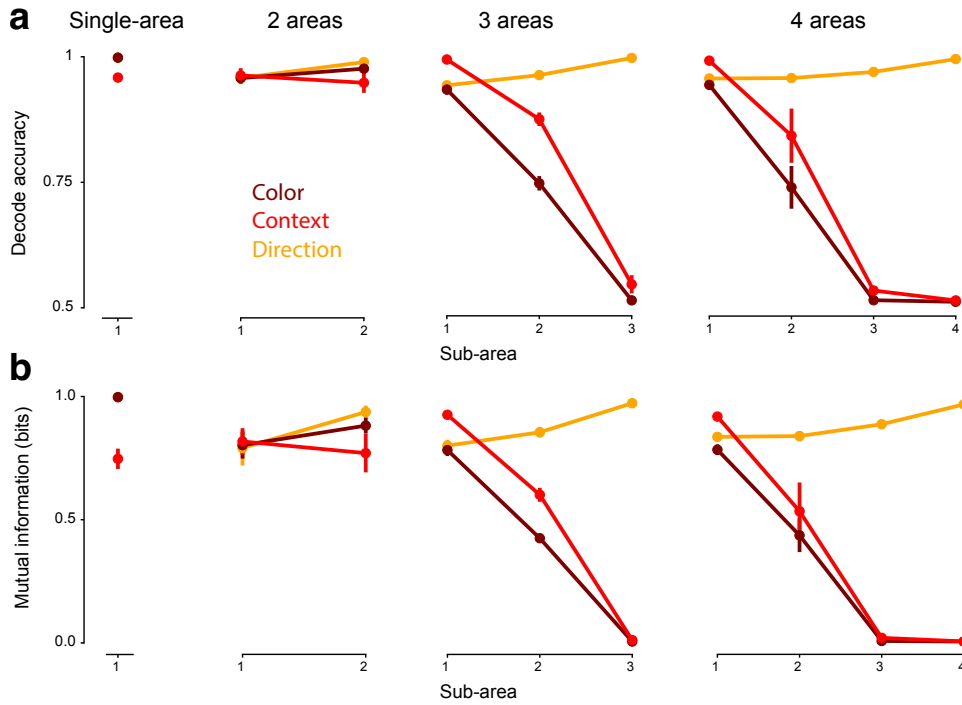 a
Single-area
2 areas
3 areas
4 areas
Decode accuracy
1
0.75
0.5
Color
Context
Direction
1
1
2
1
2
3
1
2
3
4
Sub-area
b
Mutual information (bits)
1.0
0.5
0.0
1
1
2
1
2
3
1
2
3
4
Sub-area